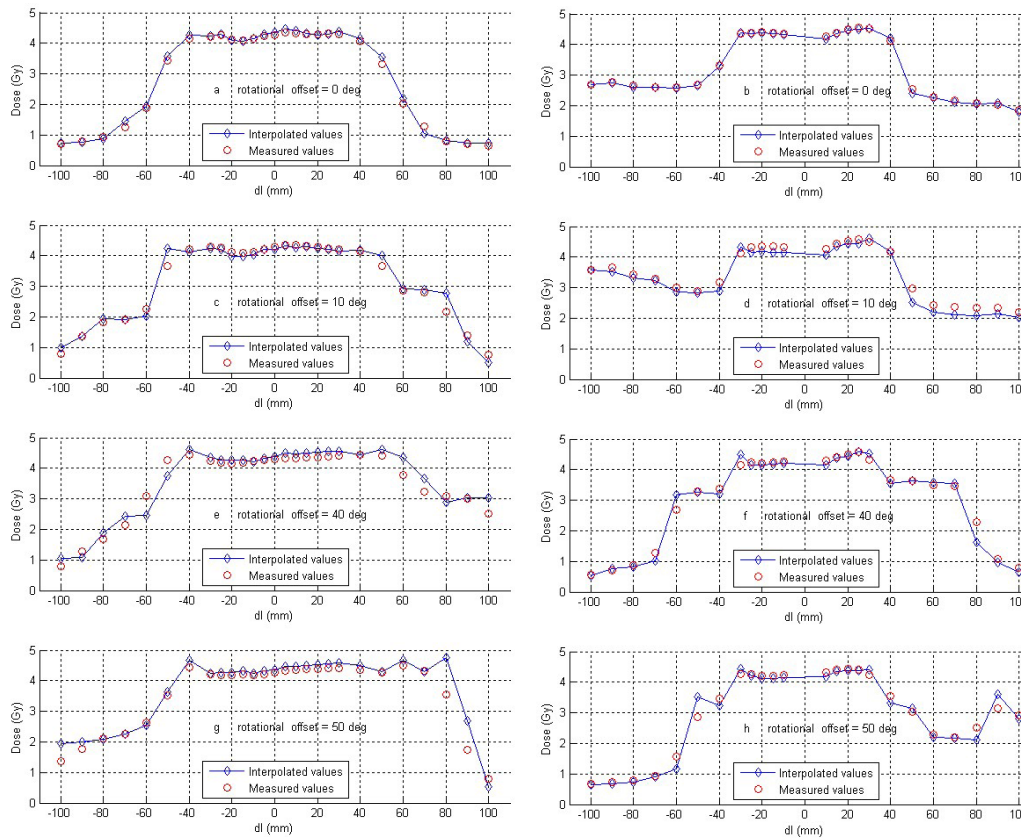 5
4
3
2
1
0
Dose (Gy)
a rotational offset = 0 deg
Interpolated values
Measured values
-100 -80 -60 -40 -20 0 20 40 60 80 100
dl (mm)
5
4
3
2
1
0
Dose (Gy)
b rotational offset = 0 deg
Interpolated values
Measured values
-100 -80 -60 -40 -20 0 20 40 60 80 100
dl (mm)
5
4
3
2
1
0
Dose (Gy)
c rotational offset = 10 deg
Interpolated values
Measured values
-100 -80 -60 -40 -20 0 20 40 60 80 100
dl (mm)
5
4
3
2
1
0
Dose (Gy)
d rotational offset = 10 deg
Interpolated values
Measured values
-100 -80 -60 -40 -20 0 20 40 60 80 100
dl (mm)
5
4
3
2
1
0
Dose (Gy)
e rotational offset = 40 deg
Interpolated values
Measured values
-100 -80 -60 -40 -20 0 20 40 60 80 100
dl (mm)
5
4
3
2
1
0
Dose (Gy)
f rotational offset = 40 deg
Interpolated values
Measured values
-100 -80 -60 -40 -20 0 20 40 60 80 100
dl (mm)
5
4
3
2
1
0
Dose (Gy)
g rotational offset = 50 deg
Interpolated values
Measured values
-100 -80 -60 -40 -20 0 20 40 60 80 100
dl (mm)
5
4
3
2
1
0
Dose (Gy)
h rotational offset = 50 deg
Interpolated values
Measured values
-100 -80 -60 -40 -20 0 20 40 60 80 100
dl (mm)